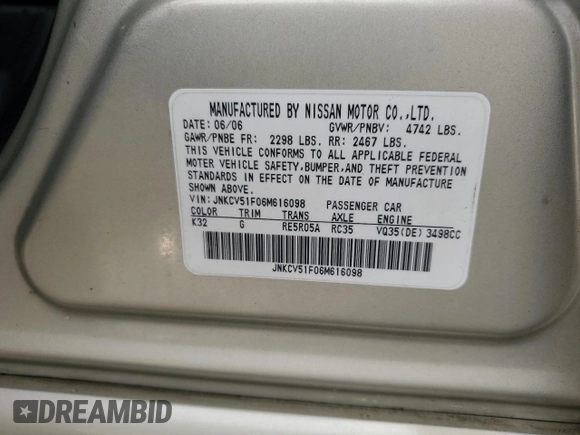 MANUFACTURED BY NISSAN MOTOR CO.,LTD.
DATE: 06/06 GVWR/PNBV: 4742 LBS.
GAWR/PNBE FR: 2298 LBS. RR: 2467 LBS.
THIS VEHICLE CONFORMS TO ALL APPLICABLE FEDERAL
MOTER VEHICLE SAFETY,BUMPER,AND THEFT PREVENTION
STANDARDS IN EFFECT ON THE DATE OF MANUFACTURE
SHOWN ABOVE.
VIN:JNKCV51F06M616098 PASSENGER CAR
COLOR TRIM TRANS AXLE ENGINE
K32 G RE5R05A RC35 VQ35(DE) 3498CC
JNKCV51F06M616098
DREAMBID